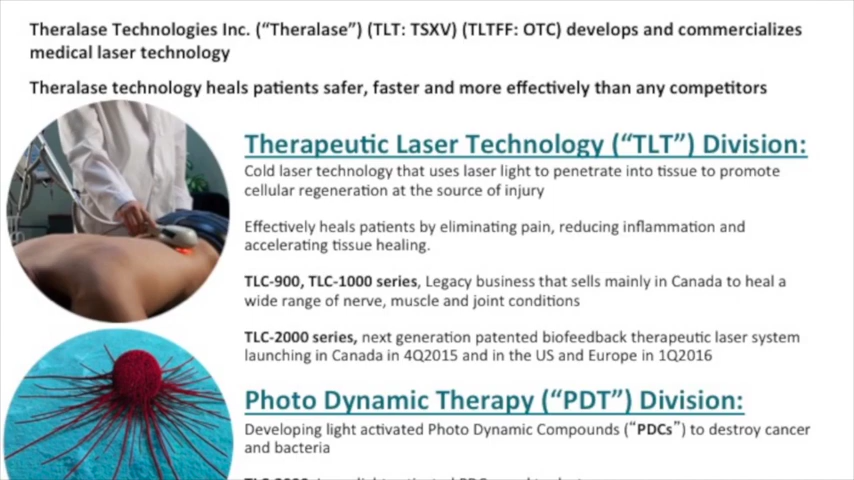 Theralase Technologies Inc. (“Theralase”) (TLT: TSXV) (TLTFF: OTC) develops and commercializes
medical laser technology
Theralase technology heals patients safer, faster and more effectively than any competitors
Therapeutic Laser Technology (“TLT”) Division:
Cold laser technology that uses laser light to penetrate into tissue to promote
cellular regeneration at the source of injury
Effectively heals patients by eliminating pain, reducing inflammation and
accelerating tissue healing.
TLC-900, TLC-1000 series, Legacy business that sells mainly in Canada to heal a
wide range of nerve, muscle and joint conditions
TLC-2000 series, next generation patented biofeedback therapeutic laser system
launching in Canada in 4Q2015 and in the US and Europe in 1Q2016
Photo Dynamic Therapy (“PDT”) Division:
Developing light activated Photo Dynamic Compounds (“PDCs”) to destroy cancer
and bacteria